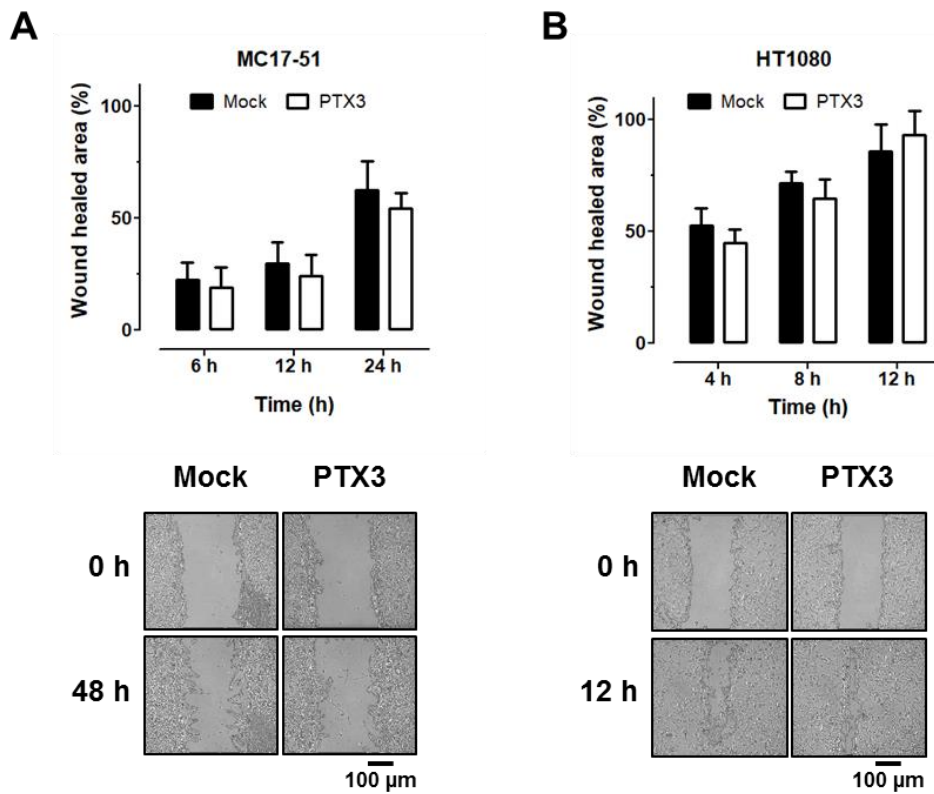 A
MC17-51
Mock PTX3
Wound healed area (%)
100
50
0
6 h 12 h 24 h
Time (h)
Mock PTX3
0 h
48 h
100 µm
B
HT1080
Mock PTX3
Wound healed area (%)
100
50
0
4 h 8 h 12 h
Time (h)
Mock PTX3
0 h
12 h
100 µm